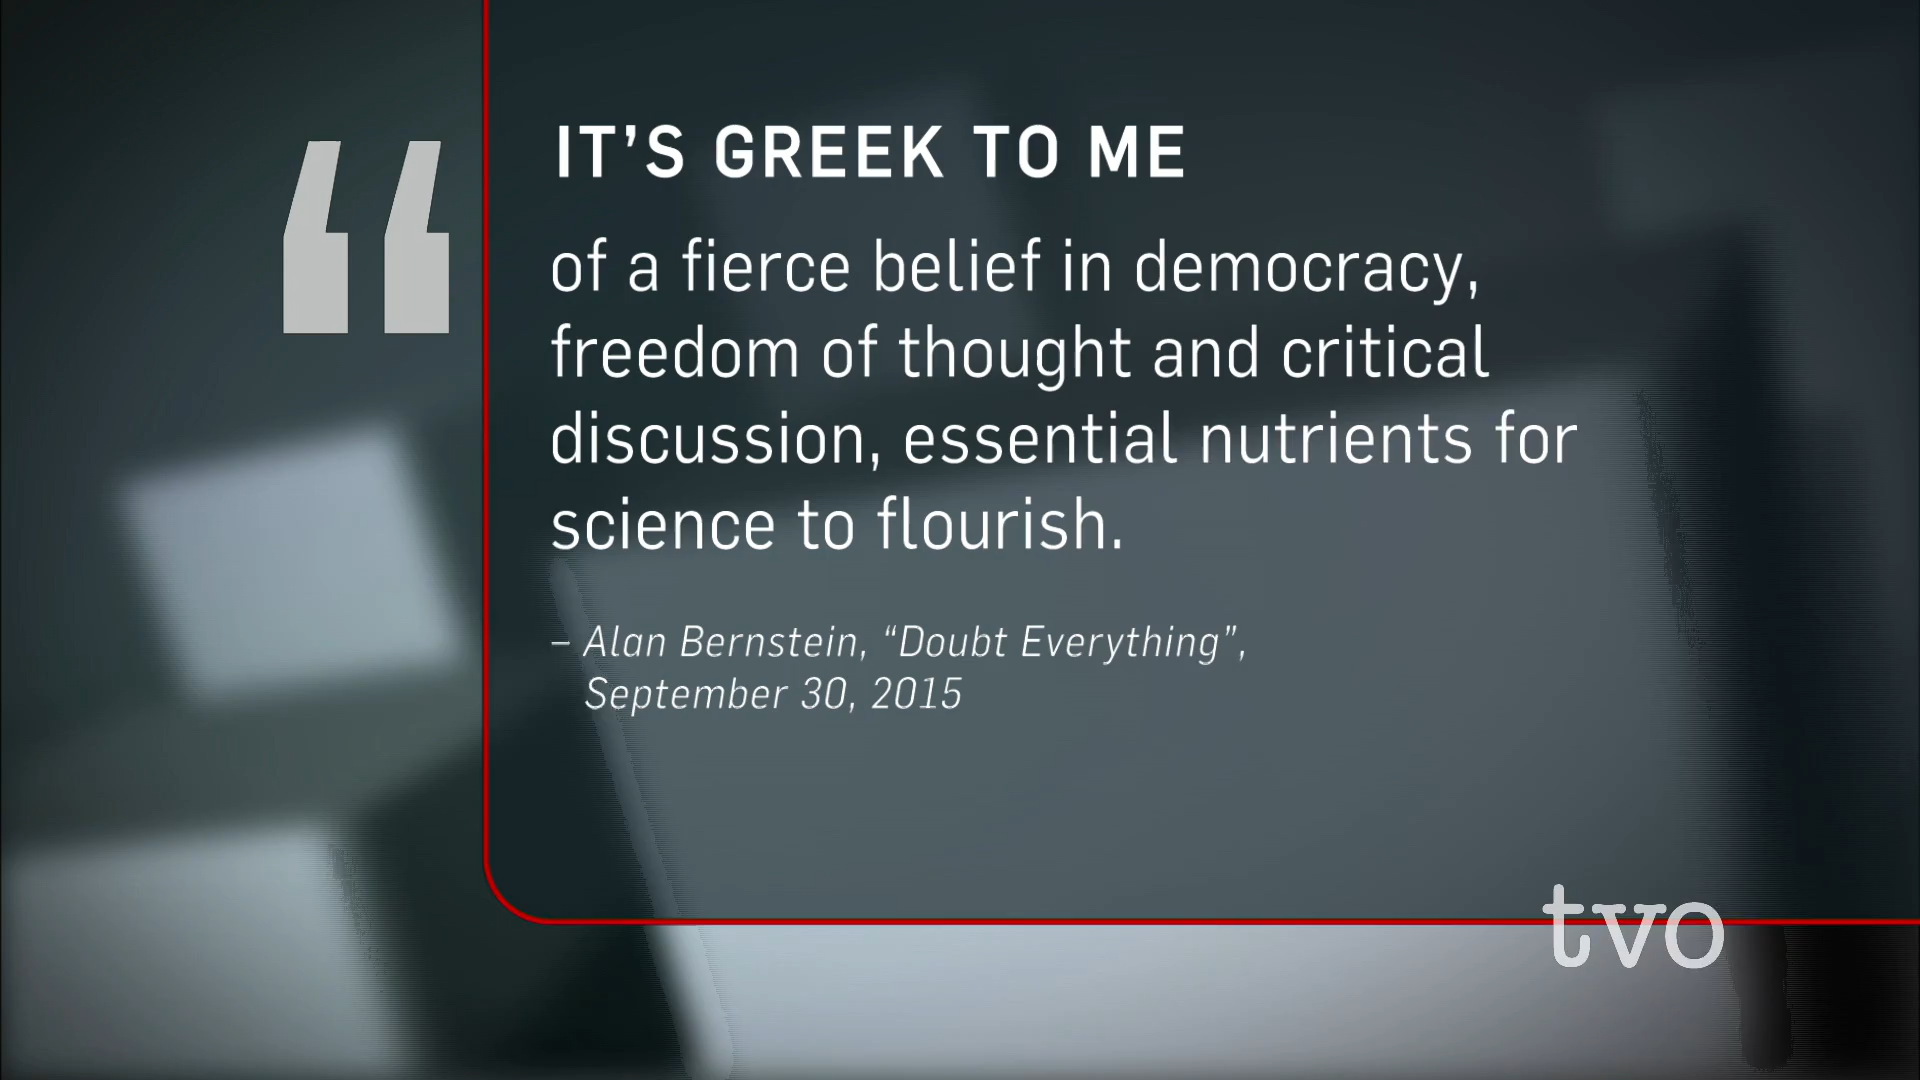 IT’S GREEK TO ME
of a fierce belief in democracy,
freedom of thought and critical
discussion, essential nutrients for
science to flourish.
– Alan Bernstein, “Doubt Everything”,
September 30, 2015
tvo